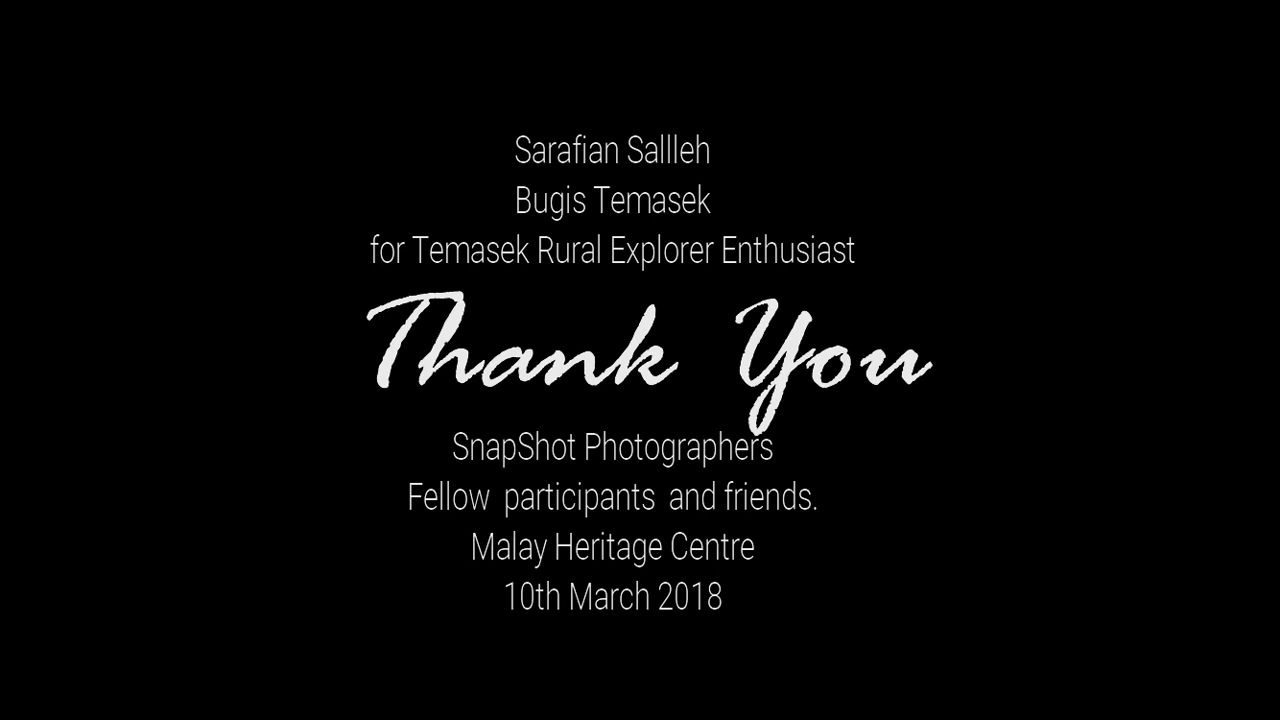 Sarafian Sallleh
Bugis Temasek
for Temasek Rural Explorer Enthusiast
Thank You
SnapShot Photographers
Fellow participants and friends.
Malay Heritage Centre
10th March 2018